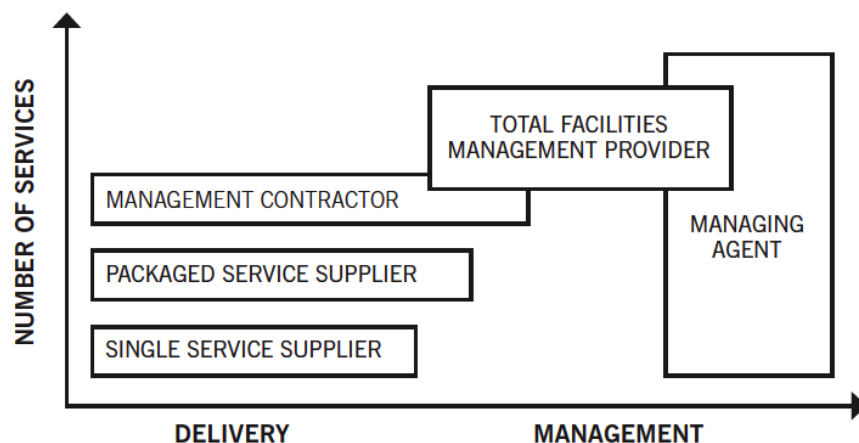 NUMBER OF SERVICES
TOTAL FACILITIES
MANAGEMENT PROVIDER
MANAGEMENT CONTRACTOR
MANAGING
AGENT
PACKAGED SERVICE SUPPLIER
SINGLE SERVICE SUPPLIER
DELIVERY
MANAGEMENT